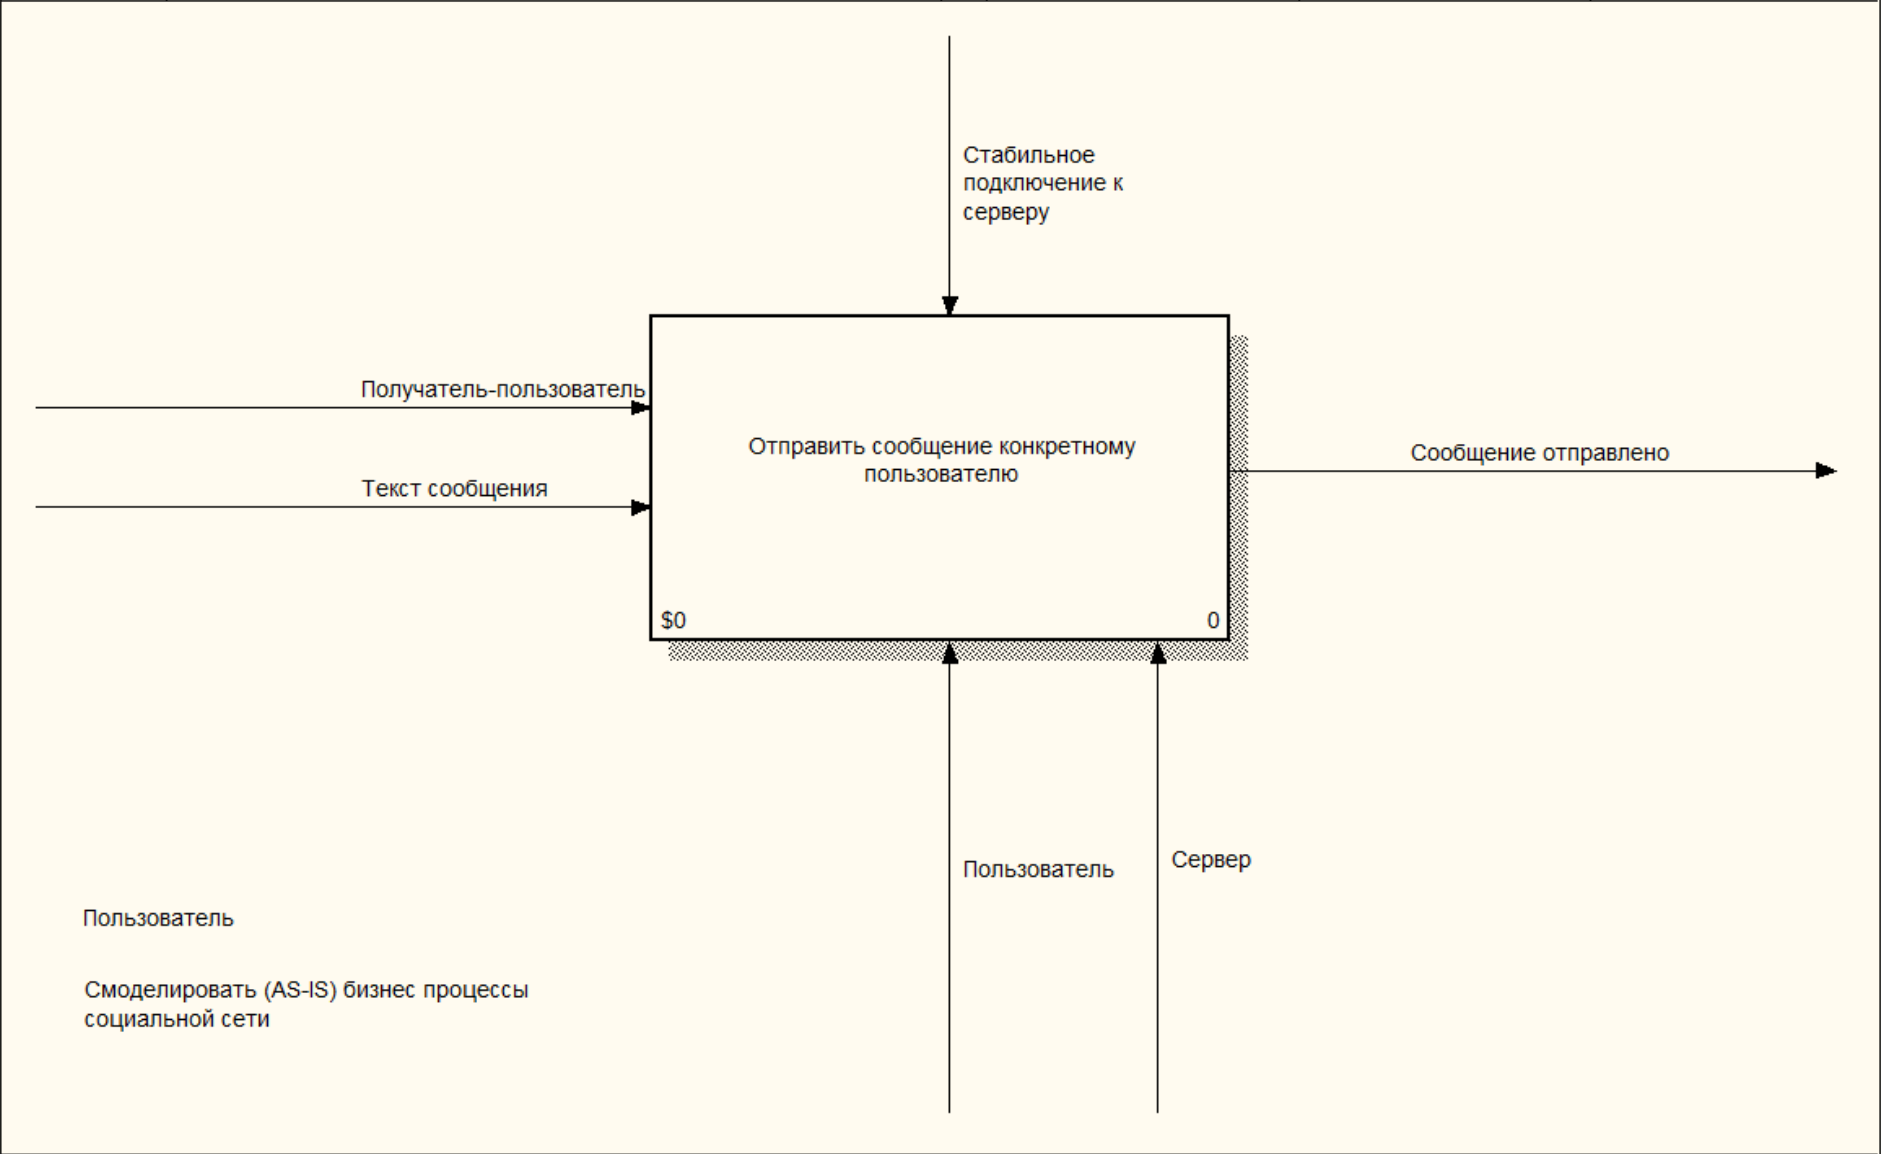 Стабильное
подключение к
серверу
Получатель-пользователь
Текст сообщения
Отправить сообщение конкретному
пользователю
Сообщение отправлено
$0
0
Пользователь
Сервер
Пользователь
Смоделировать (AS-IS) бизнес процессы
социальной сети